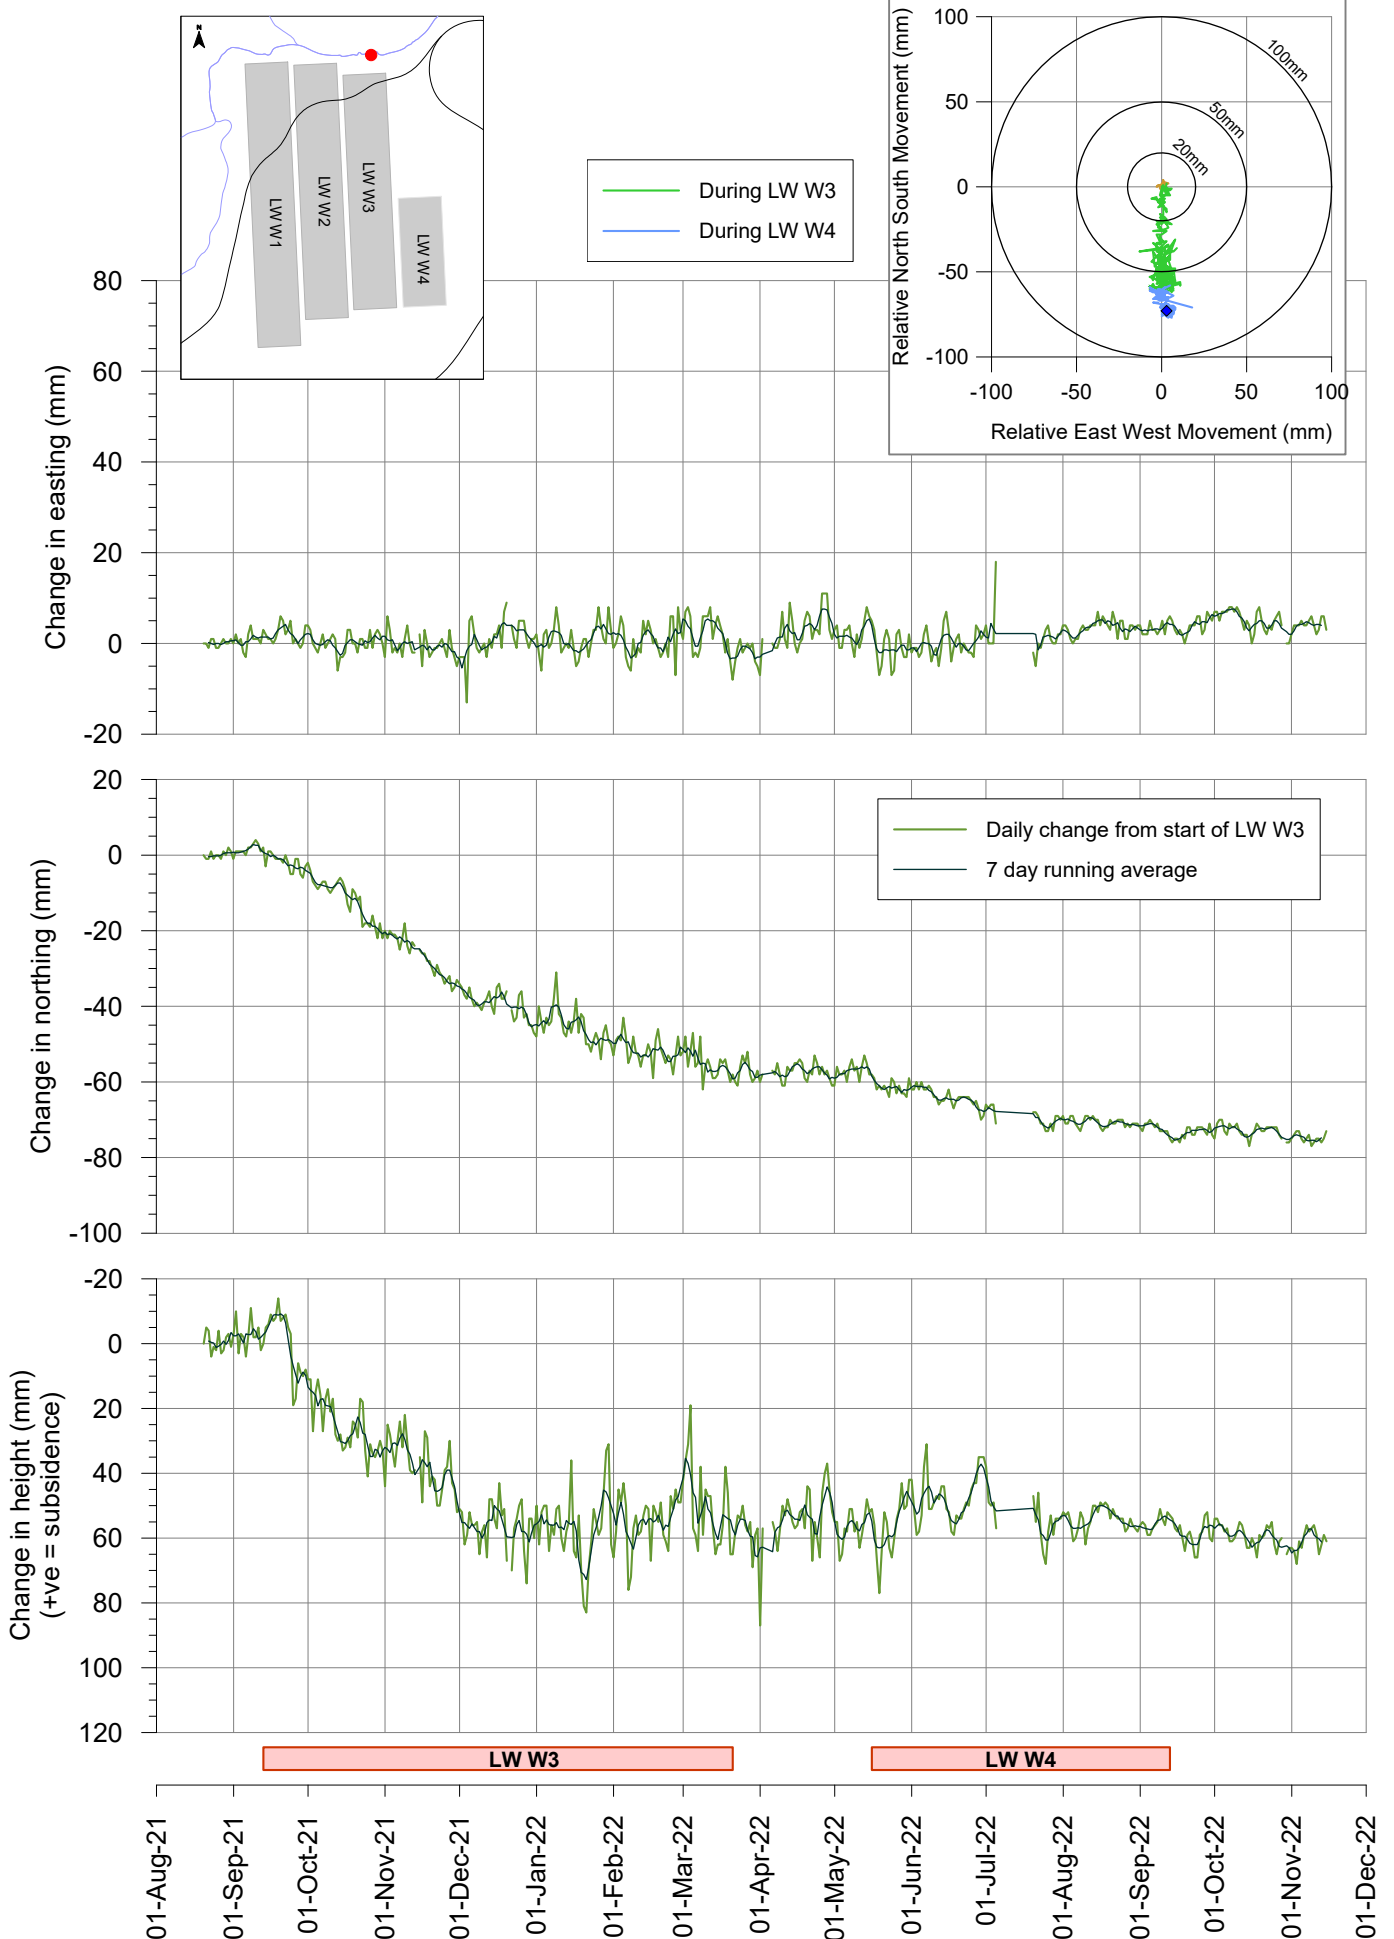 N
LW W1
LW W2
LW W3
LW W4
During LW W3
During LW W4
Relative North South Movement (mm)
100
50
0
-50
-100
100mm
50mm
20mm
-100
-50
0
50
100
Relative East West Movement (mm)
Change in easting (mm)
80
60
40
20
0
-20
Change in northing (mm)
20
0
-20
-40
-60
-80
-100
Daily change from start of LW W3
7 day running average
Change in height (mm)
(+ve = subsidence)
-20
0
20
40
60
80
100
120
LW W3
LW W4
01-Aug-21
01-Sep-21
01-Oct-21
01-Nov-21
01-Dec-21
01-Jan-22
01-Feb-22
01-Mar-22
01-Apr-22
01-May-22
01-Jun-22
01-Jul-22
01-Aug-22
01-Sep-22
01-Oct-22
01-Nov-22
01-Dec-22